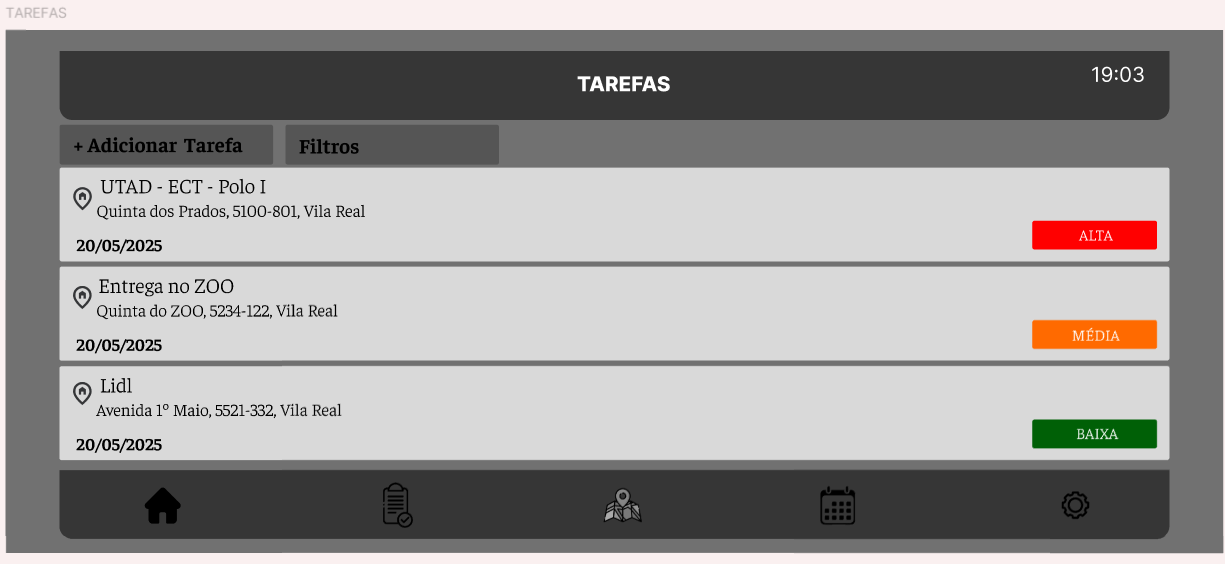 TAREFAS
TAREFAS
19:03
+ Adicionar Tarefa
Filtros
UTAD - ECT - Polo I
Quinta dos Prados, 5100-801, Vila Real
20/05/2025
ALTA
Entrega no ZOO
Quinta do ZOO, 5234-122, Vila Real
20/05/2025
MÉDIA
Lidl
Avenida 1º Maio, 5521-332, Vila Real
20/05/2025
BAIXA